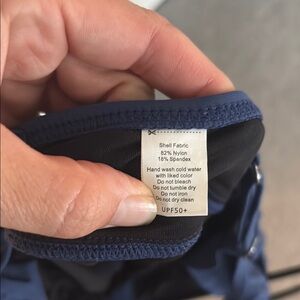 Shell Fabric
82% Nylon
18% Spandex
Hand wash cold water
with liked color
Do not bleach
Do not tumble dry
Do not iron
Do not dry clean
UPF50+